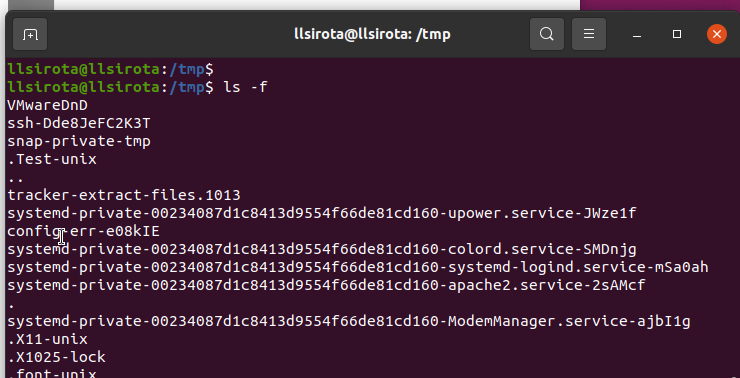 llsirota@llsirota: /tmp
llsirota@llsirota:/tmp$
llsirota@llsirota:/tmp$ ls -f
VMwareDnD
ssh-Dde8JeFC2K3T
snap-private-tmp
.Test-unix
..
tracker-extract-files.1013
systemd-private-00234087d1c8413d9554f66de81cd160-upower.service-JWze1f
config-err-e08kIE
systemd-private-00234087d1c8413d9554f66de81cd160-colord.service-SMDnjg
systemd-private-00234087d1c8413d9554f66de81cd160-systemd-logind.service-mSa0ah
systemd-private-00234087d1c8413d9554f66de81cd160-apache2.service-2sAMcf
.
systemd-private-00234087d1c8413d9554f66de81cd160-ModemManager.service-ajbI1g
.X11-unix
.X1025-lock
.font-unix